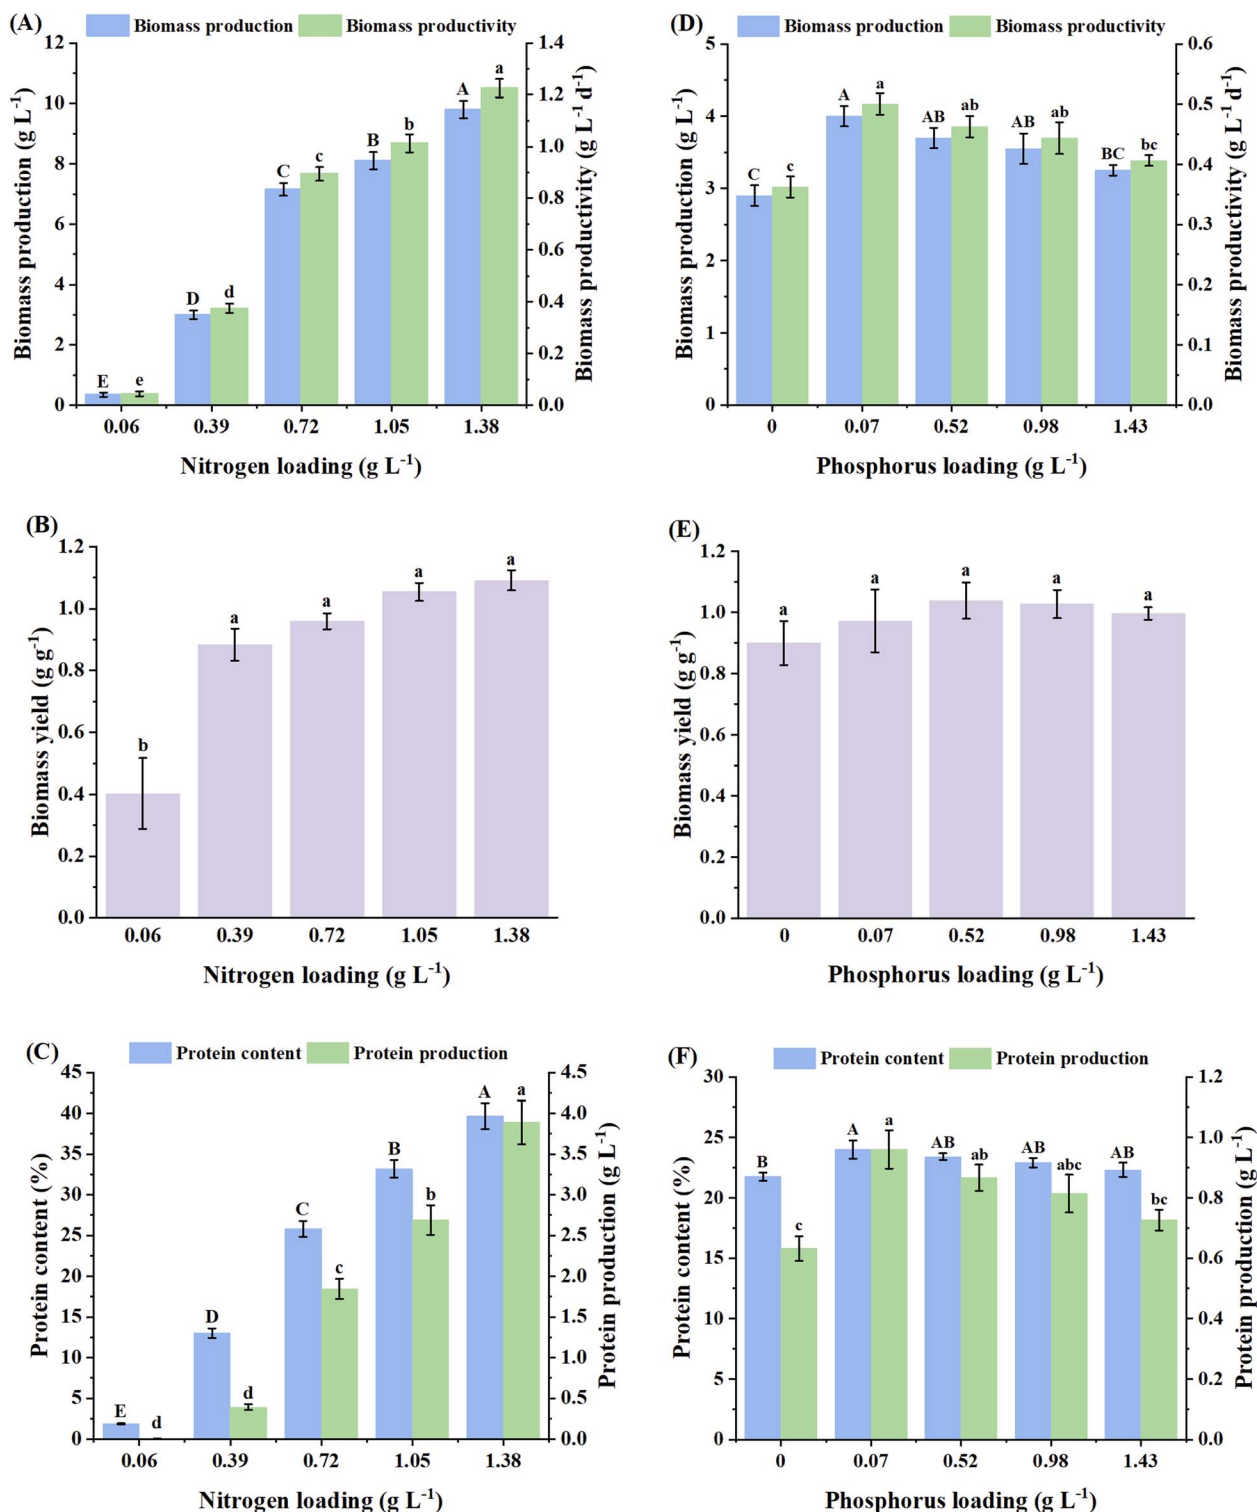 (A)
Biomass production Biomass productivity
Biomass production (g L⁻¹)
12
10
8
6
4
2
0
E e D d C c B b A a
1.4
1.2
1.0
0.8
0.6
0.4
0.2
0.0
Biomass productivity (g L⁻¹ d⁻¹)
0.06 0.39 0.72 1.05 1.38
Nitrogen loading (g L⁻¹)
(D)
Biomass production Biomass productivity
Biomass production (g L⁻¹)
5
4
3
2
1
0
C c A a AB ab AB ab BC bc
0.6
0.5
0.4
0.3
0.2
0.1
0.0
Biomass productivity (g L⁻¹ d⁻¹)
0 0.07 0.52 0.98 1.43
Phosphorus loading (g L⁻¹)
(B)
Biomass yield (g g⁻¹)
1.2
1.0
0.8
0.6
0.4
0.2
0.0
b a a a a
0.06 0.39 0.72 1.05 1.38
Nitrogen loading (g L⁻¹)
(E)
Biomass yield (g g⁻¹)
1.2
1.0
0.8
0.6
0.4
0.2
0.0
a a a a a
0 0.07 0.52 0.98 1.43
Phosphorus loading (g L⁻¹)
(C)
Protein content Protein production
Protein content (%)
45
40
35
30
25
20
15
10
5
0
E d D d C c B b A a
4.5
4.0
3.5
3.0
2.5
2.0
1.5
1.0
0.5
0.0
Protein production (g L⁻¹)
0.06 0.39 0.72 1.05 1.38
Nitrogen loading (g L⁻¹)
(F)
Protein content Protein production
Protein content (%)
30
25
20
15
10
5
0
B c A a AB ab AB abc AB bc
1.2
1.0
0.8
0.6
0.4
0.2
0.0
Protein production (g L⁻¹)
0 0.07 0.52 0.98 1.43
Phosphorus loading (g L⁻¹)